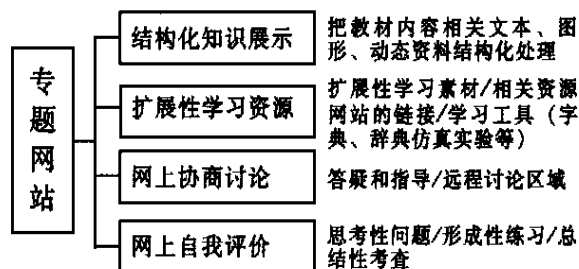 专题网站
结构化知识展示
把教材内容相关文本、图
形、动态资料结构化处理
扩展性学习资源
扩展性学习素材/相关资源
网站的链接/学习工具（字
典、辞典仿真实验等）
网上协商讨论
答疑和指导/远程讨论区域
网上自我评价
思考性问题/形成性练习/总
结性考查